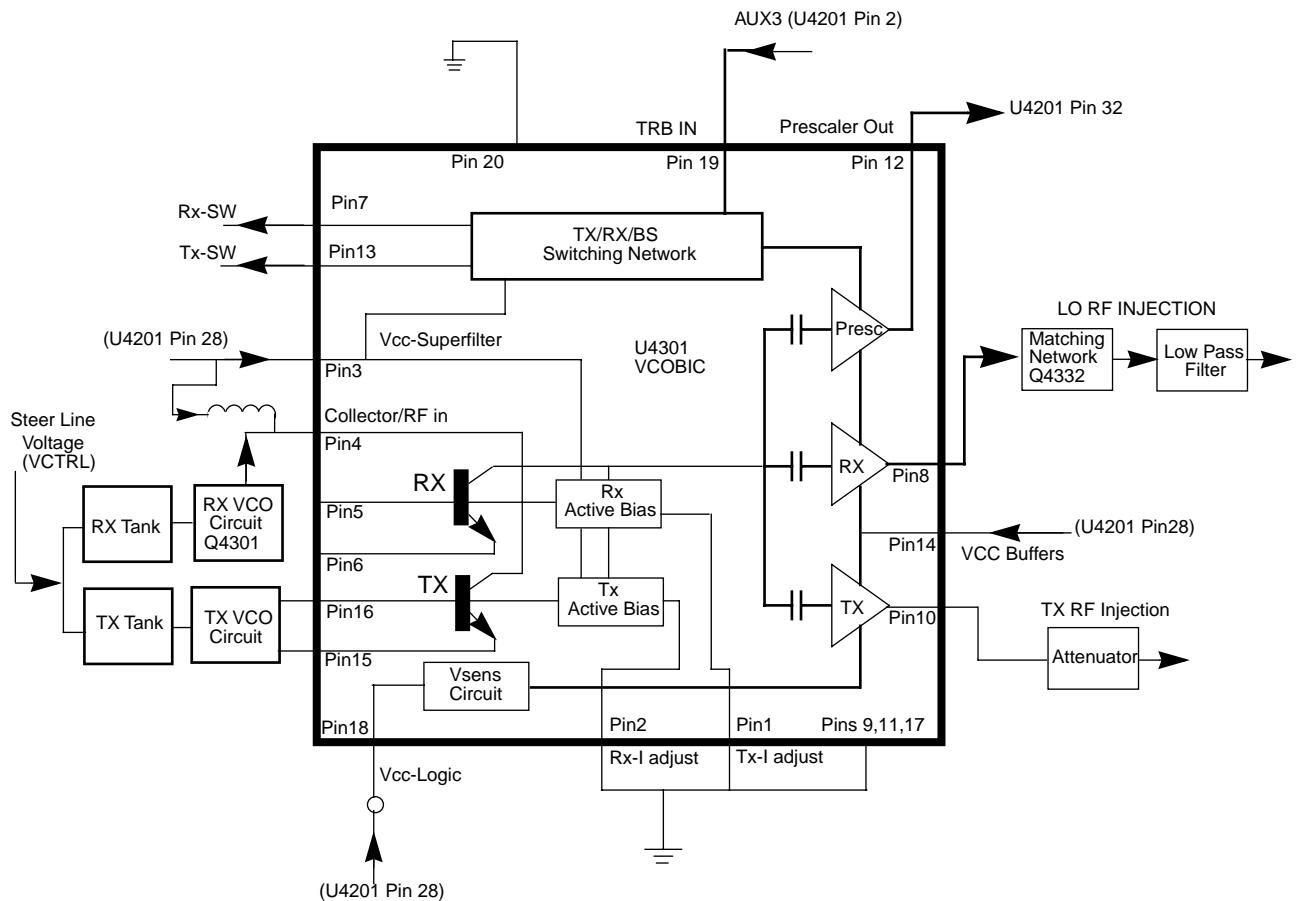 AUX3 (U4201 Pin 2)
U4201 Pin 32
TRB IN
Prescaler Out
Pin 20
Pin 19
Pin 12
Rx-SW
Pin7
Tx-SW
Pin13
TX/RX/BS
Switching Network
(U4201 Pin 28)
Vcc-Superfilter
Pin3
U4301
VCOBIC
Presc
LO RF INJECTION
Matching
Network
Q4332
Low Pass
Filter
Steer Line
Voltage
(VCTRL)
Collector/RF in
Pin4
RX
Rx
Active Bias
RX
Pin8
RX Tank
RX VCO
Circuit
Q4301
Pin5
Pin6
Pin14
(U4201 Pin28)
VCC Buffers
TX
Tx
Active Bias
TX
Pin10
TX RF Injection
Attenuator
TX Tank
TX VCO
Circuit
Pin16
Pin15
Vsens
Circuit
Pin18
Pin2
Pin1
Pins 9,11,17
Rx-I adjust
Tx-I adjust
Vcc-Logic
(U4201 Pin 28)